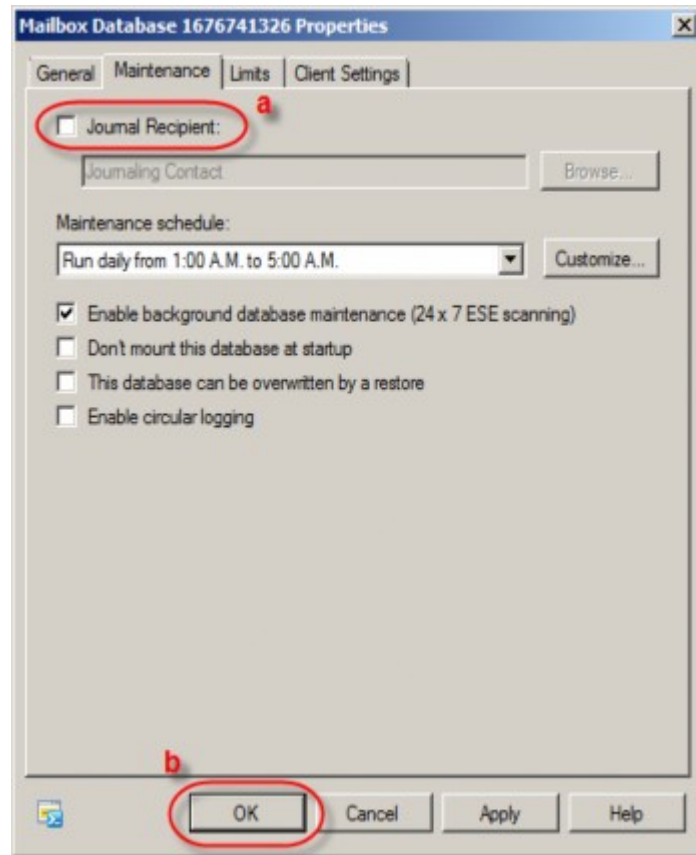 Mailbox Database 1676741326 Properties
General Maintenance Limits Client Settings
a
Journal Recipient:
Journaling Contact Browse...
Maintenance schedule:
Run daily from 1:00 A.M. to 5:00 A.M. Customize...
Enable background database maintenance (24 x 7 ESE scanning)
Don't mount this database at startup
This database can be overwritten by a restore
Enable circular logging
b
OK Cancel Apply Help